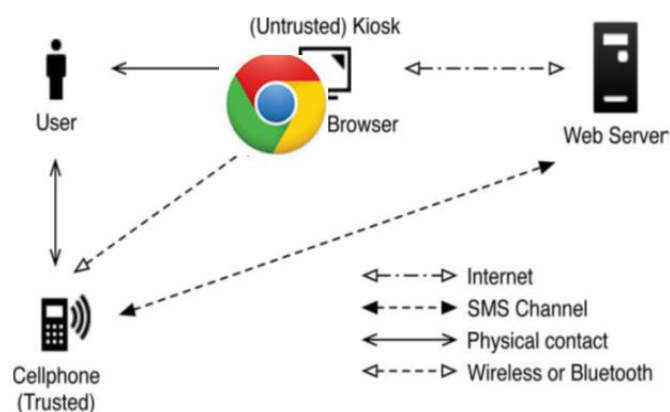 (Untrusted) Kiosk
User
Browser
Web Server
Internet
SMS Channel
Physical contact
Wireless or Bluetooth
Cellphone
(Trusted)